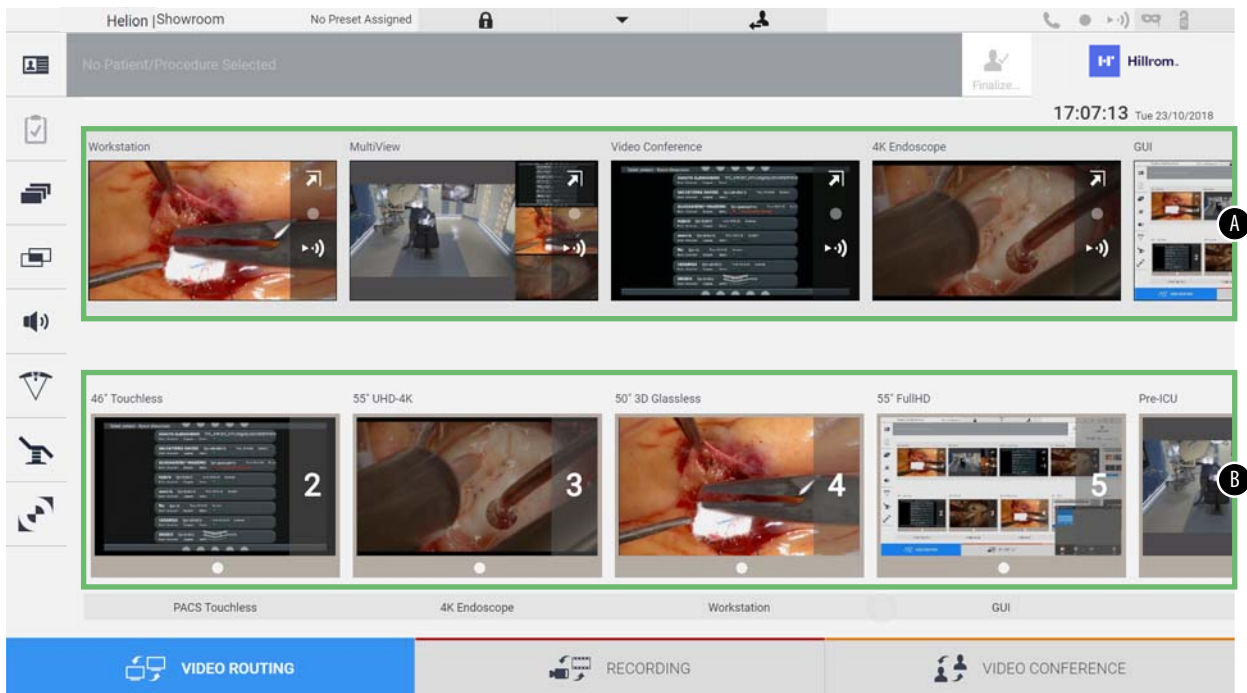 Helion | Showroom
No Preset Assigned
No Patient/Procedure Selected
Finalize...
Hillrom.
17:07:13 Tue 23/10/2018
Workstation
MultiView
Video Conference
4K Endoscope
GUI
A
46" Touchless
55" UHD-4K
50" 3D Glassless
55" FullHD
Pre-ICU
2
3
4
5
B
PACS Touchless
4K Endoscope
Workstation
GUI
VIDEO ROUTING
RECORDING
VIDEO CONFERENCE